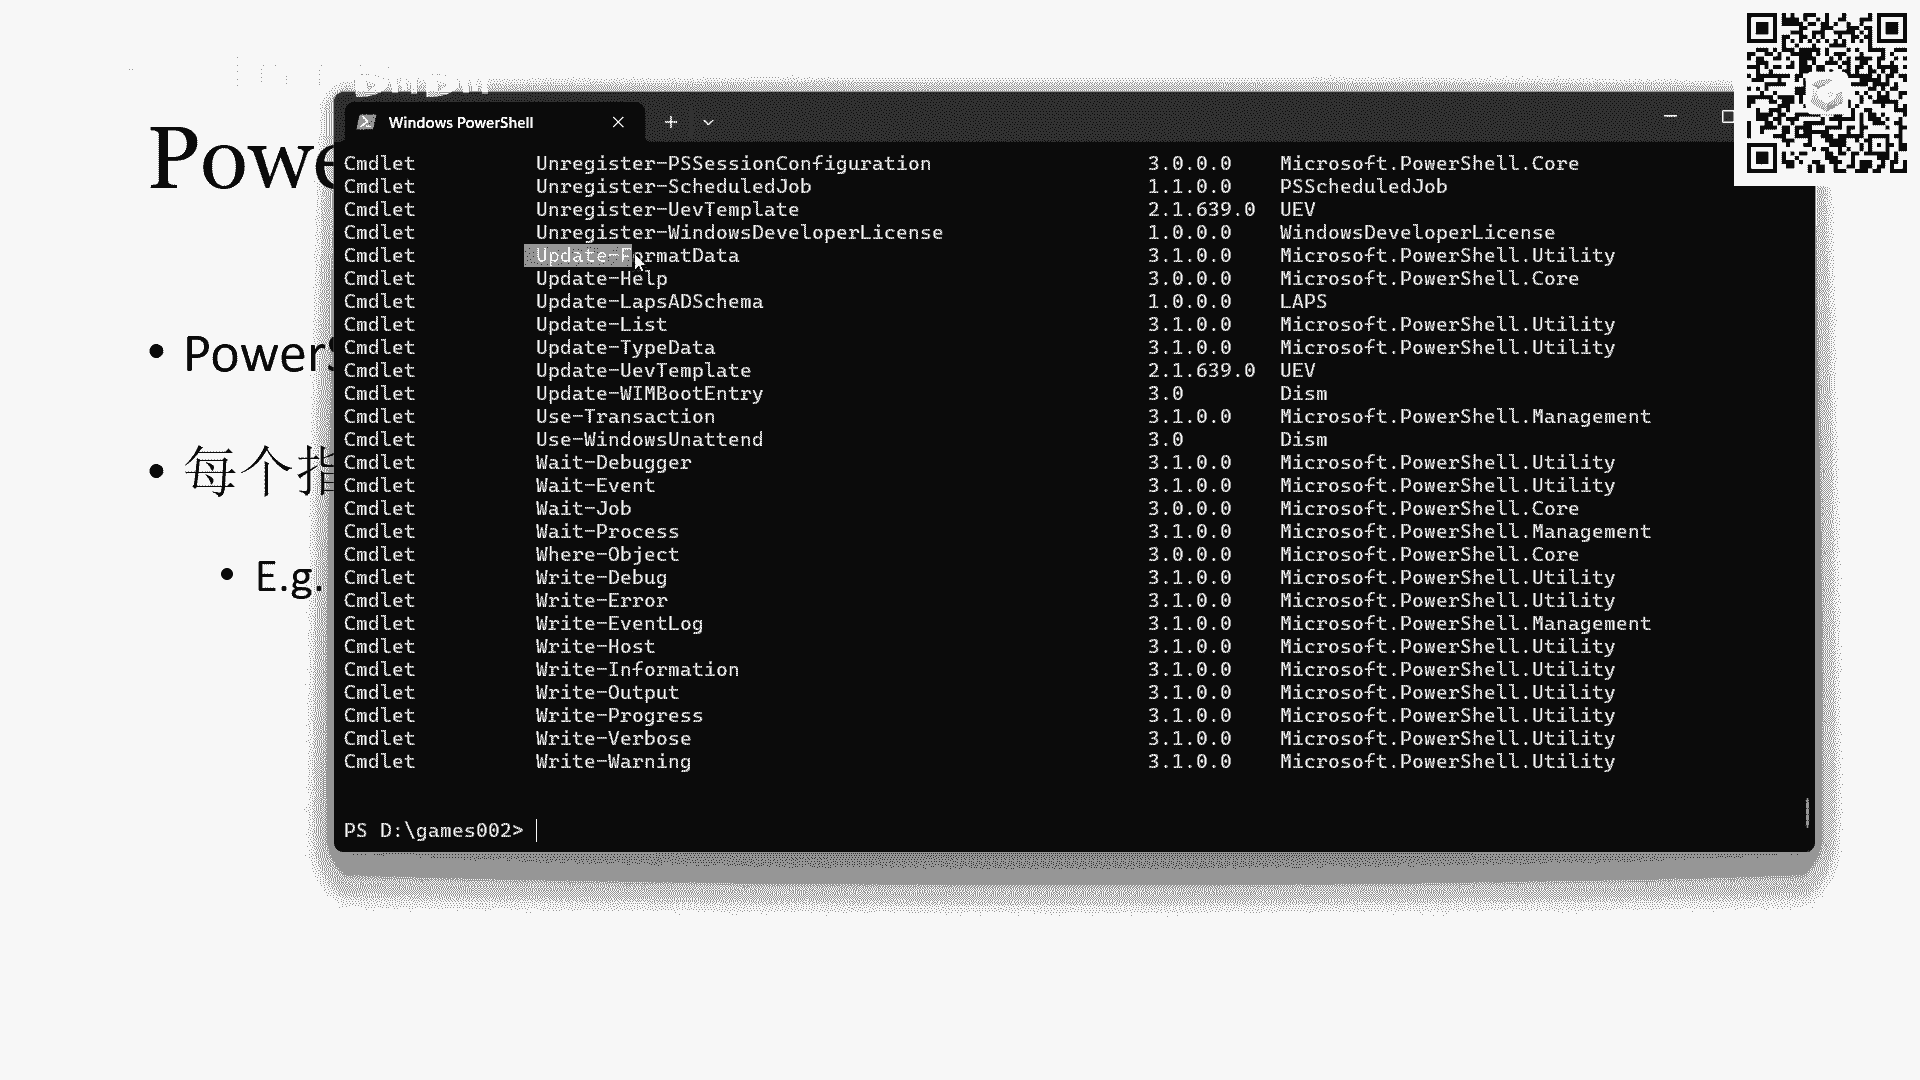 Powe
Windows PowerShell
Cmdlet Unregister-PSSessionConfiguration 3.0.0.0 Microsoft.PowerShell.Core
Cmdlet Unregister-ScheduledJob 1.1.0.0 PSScheduledJob
Cmdlet Unregister-UevTemplate 2.1.639.0 UEV
Cmdlet Unregister-WindowsDeveloperLicense 1.0.0.0 WindowsDeveloperLicense
Cmdlet Update-FormatData 3.1.0.0 Microsoft.PowerShell.Utility
Cmdlet Update-Help 3.0.0.0 Microsoft.PowerShell.Core
Cmdlet Update-LapsADSchema 1.0.0.0 LAPS
Cmdlet Update-List 3.1.0.0 Microsoft.PowerShell.Utility
Cmdlet Update-TypeData 3.1.0.0 Microsoft.PowerShell.Utility
Cmdlet Update-UevTemplate 2.1.639.0 UEV
Cmdlet Update-WIMBootEntry 3.0 Dism
Cmdlet Use-Transaction 3.1.0.0 Microsoft.PowerShell.Management
Cmdlet Use-WindowsUnattend 3.0 Dism
Cmdlet Wait-Debugger 3.1.0.0 Microsoft.PowerShell.Utility
Cmdlet Wait-Event 3.1.0.0 Microsoft.PowerShell.Utility
Cmdlet Wait-Job 3.0.0.0 Microsoft.PowerShell.Core
Cmdlet Wait-Process 3.1.0.0 Microsoft.PowerShell.Management
Cmdlet Where-Object 3.0.0.0 Microsoft.PowerShell.Core
Cmdlet Write-Debug 3.1.0.0 Microsoft.PowerShell.Utility
Cmdlet Write-Error 3.1.0.0 Microsoft.PowerShell.Utility
Cmdlet Write-EventLog 3.1.0.0 Microsoft.PowerShell.Management
Cmdlet Write-Host 3.1.0.0 Microsoft.PowerShell.Utility
Cmdlet Write-Information 3.1.0.0 Microsoft.PowerShell.Utility
Cmdlet Write-Output 3.1.0.0 Microsoft.PowerShell.Utility
Cmdlet Write-Progress 3.1.0.0 Microsoft.PowerShell.Utility
Cmdlet Write-Verbose 3.1.0.0 Microsoft.PowerShell.Utility
Cmdlet Write-Warning 3.1.0.0 Microsoft.PowerShell.Utility
PS D:\games002>
• PowerS
• 每个指
• E.g.